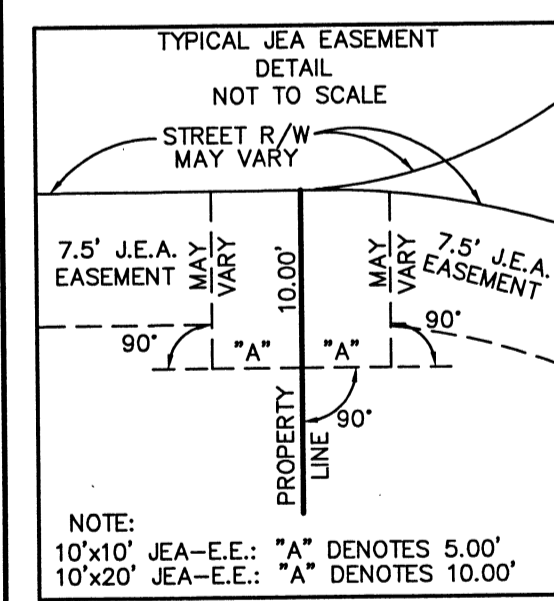 TYPICAL JEA EASEMENT
DETAIL
NOT TO SCALE
STREET R/W
MAY VARY
7.5' J.E.A.
EASEMENT
MAY
VARY
10.00'
MAY
VARY
7.5' J.E.A.
EASEMENT
90°
"A"
"A"
90°
90°
PROPERTY
LINE
NOTE:
10'x10' JEA-E.E.: "A" DENOTES 5.00'
10'x20' JEA-E.E.: "A" DENOTES 10.00'